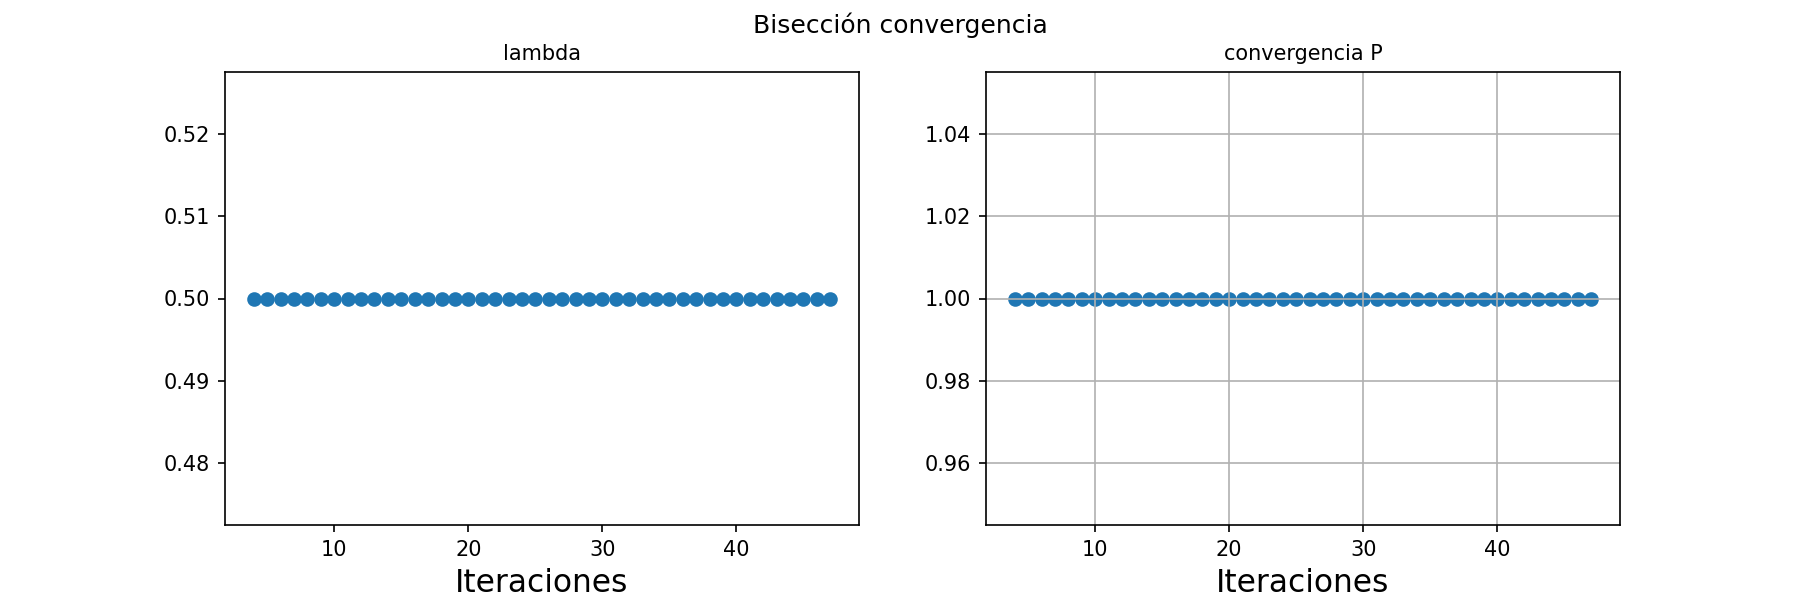 Bisección convergencia
lambda
0.52
0.51
0.50
0.49
0.48
10 20 30 40
Iteraciones
convergencia P
1.04
1.02
1.00
0.98
0.96
10 20 30 40
Iteraciones